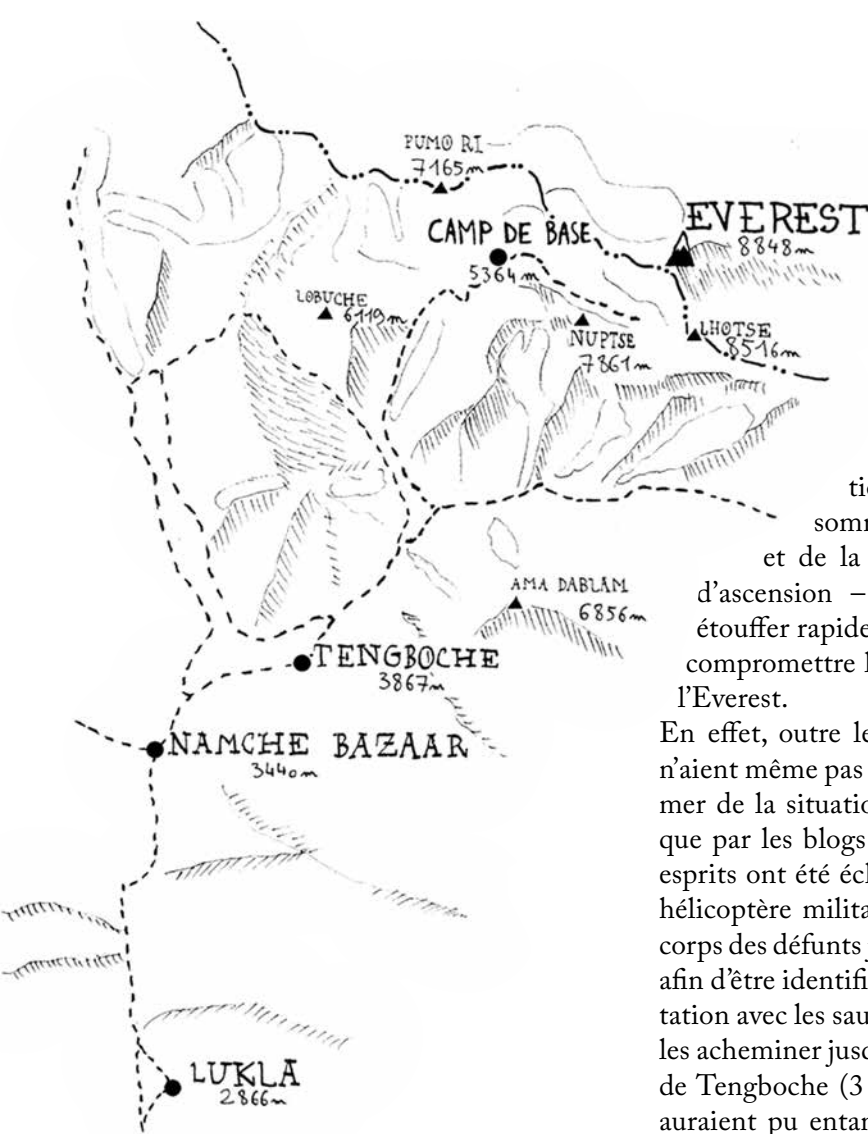 PUMO RI
7165m
EVEREST
8848m
CAMP DE BASE
5364m
LOBUCHE
6119m
NUPTSE
7861m
LHOTSE
8516m
AMA DABLAM
6856m
TENGBOCHE
3867m
NAMCHE BAZAAR
3440m
LUKLA
2866m
somm
et de la
d'ascension –
étouffer rapide
compromettre
l'Everest.
En effet, outre le
n'aient même pas
mer de la situatio
que par les blogs
esprits ont été écl
hélicoptère milita
corps des défunts
afin d'être identifi
tation avec les sau
les acheminer jusq
de Tengboche (3
auraient pu entam